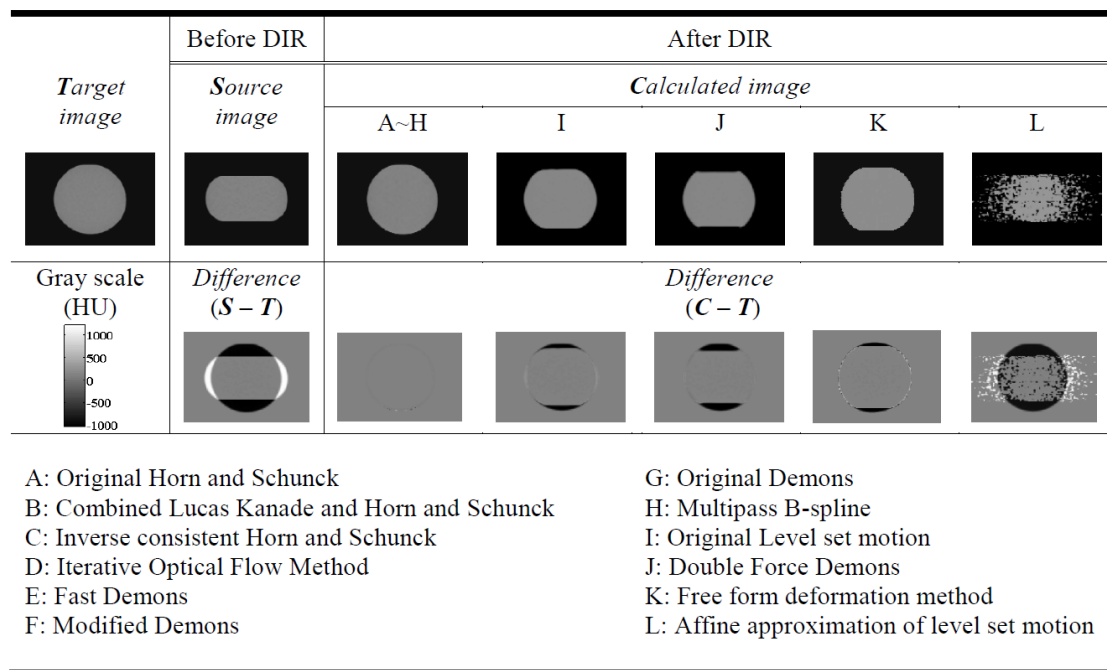 Before DIR
After DIR
Target image
Source image
Calculated image
A~H
I
J
K
L
Gray scale (HU)
1000
500
0
-500
-1000
Difference (S – T)
Difference (C – T)
A: Original Horn and Schunck
B: Combined Lucas Kanade and Horn and Schunck
C: Inverse consistent Horn and Schunck
D: Iterative Optical Flow Method
E: Fast Demons
F: Modified Demons
G: Original Demons
H: Multipass B-spline
I: Original Level set motion
J: Double Force Demons
K: Free form deformation method
L: Affine approximation of level set motion